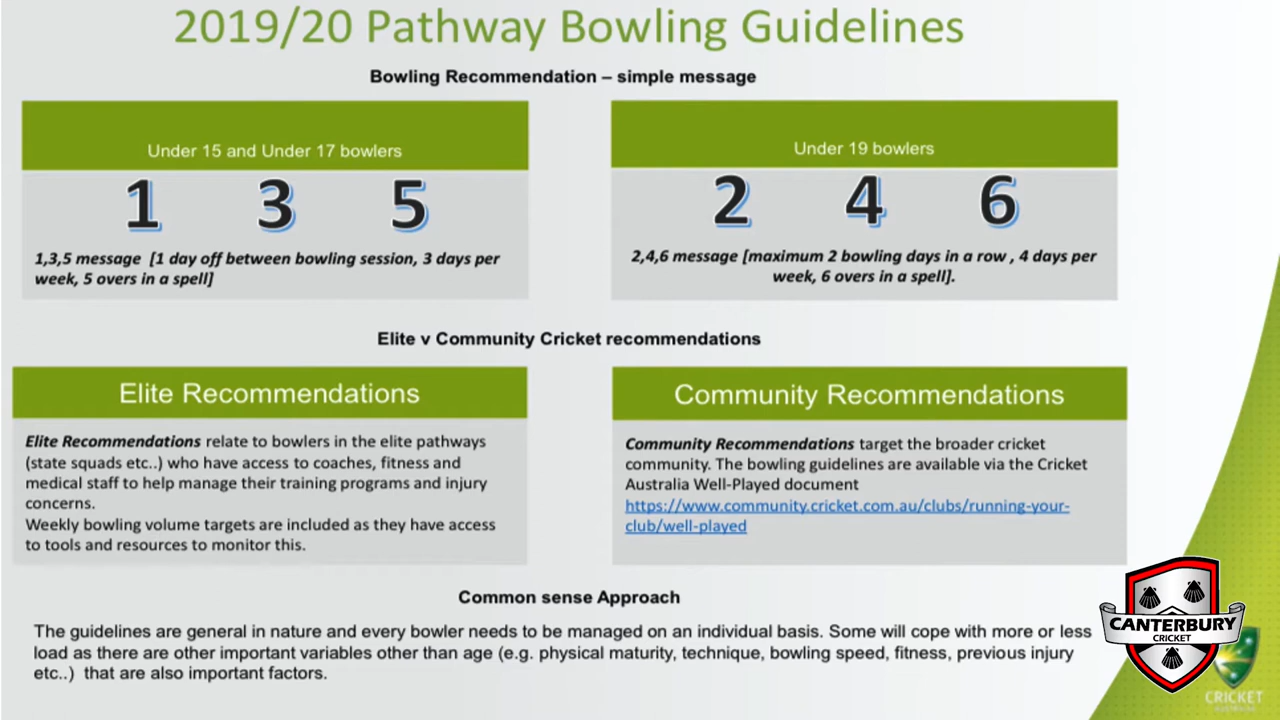 2019/20 Pathway Bowling Guidelines
Bowling Recommendation – simple message
Under 15 and Under 17 bowlers
1 3 5
1,3,5 message [1 day off between bowling session, 3 days per
week, 5 overs in a spell]
Under 19 bowlers
2 4 6
2,4,6 message [maximum 2 bowling days in a row , 4 days per
week, 6 overs in a spell].
Elite v Community Cricket recommendations
Elite Recommendations
Elite Recommendations relate to bowlers in the elite pathways
(state squads etc..) who have access to coaches, fitness and
medical staff to help manage their training programs and injury
concerns.
Weekly bowling volume targets are included as they have access
to tools and resources to monitor this.
Community Recommendations
Community Recommendations target the broader cricket
community. The bowling guidelines are available via the Cricket
Australia Well-Played document
https://www.community.cricket.com.au/clubs/running-your-
club/well-played
Common sense Approach
The guidelines are general in nature and every bowler needs to be managed on an individual basis. Some will cope with more or less
load as there are other important variables other than age (e.g. physical maturity, technique, bowling speed, fitness, previous injury
etc..) that are also important factors.
CANTERBURY
CRICKET
CRICKET
AUSTRALIA